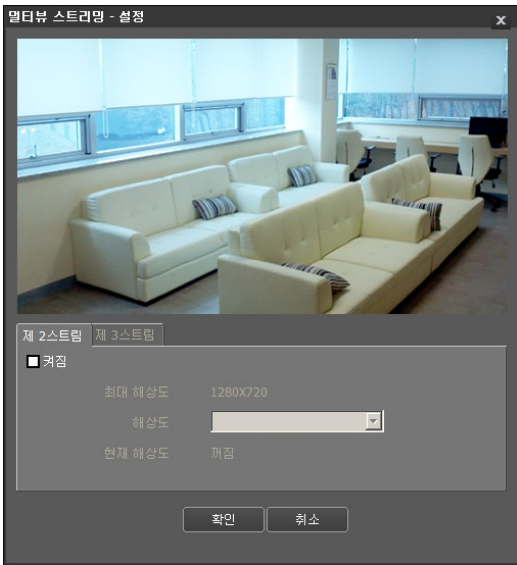 멀티뷰 스트리밍 - 설정
x
제 2스트림 제 3스트림
켜짐
최대 해상도 1280X720
해상도
현재 해상도 꺼짐
확인 취소